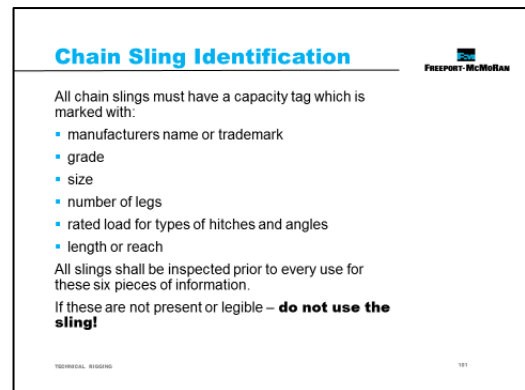 Chain Sling Identification
FCX
FREEPORT-MCMORAN
All chain slings must have a capacity tag which is
marked with:
▪ manufacturers name or trademark
▪ grade
▪ size
▪ number of legs
▪ rated load for types of hitches and angles
▪ length or reach
All slings shall be inspected prior to every use for
these six pieces of information.
If these are not present or legible – do not use the
sling!
TECHNICAL RIGGING
101